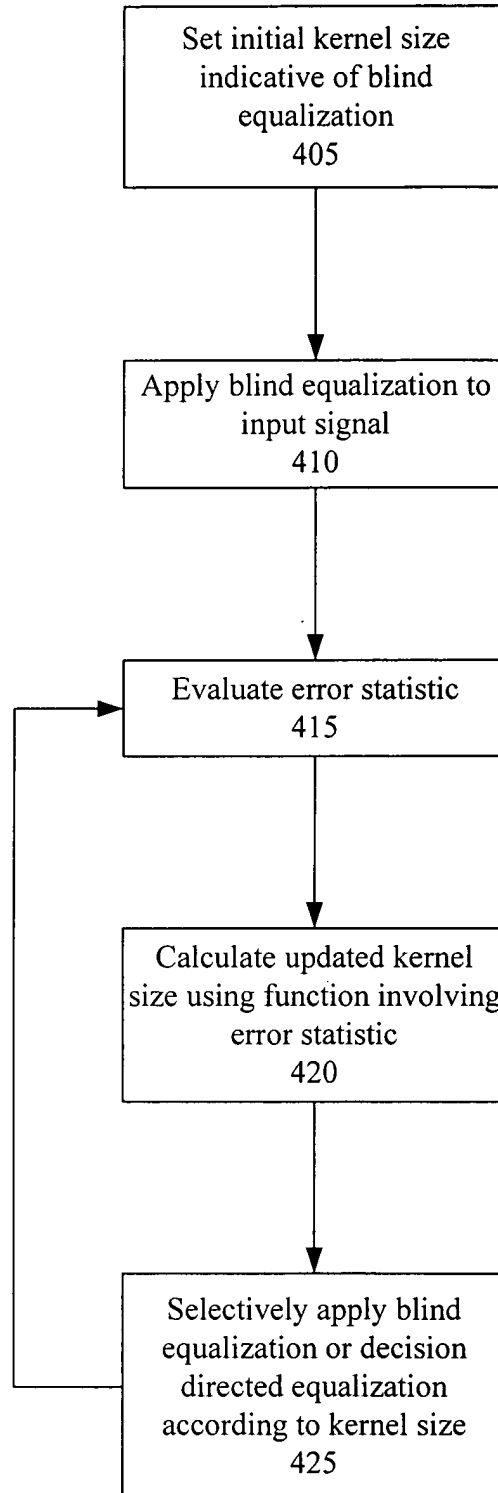 Set initial kernel size
indicative of blind
equalization
405
Apply blind equalization to
input signal
410
Evaluate error statistic
415
Calculate updated kernel
size using function involving
error statistic
420
Selectively apply blind
equalization or decision
directed equalization
according to kernel size
425